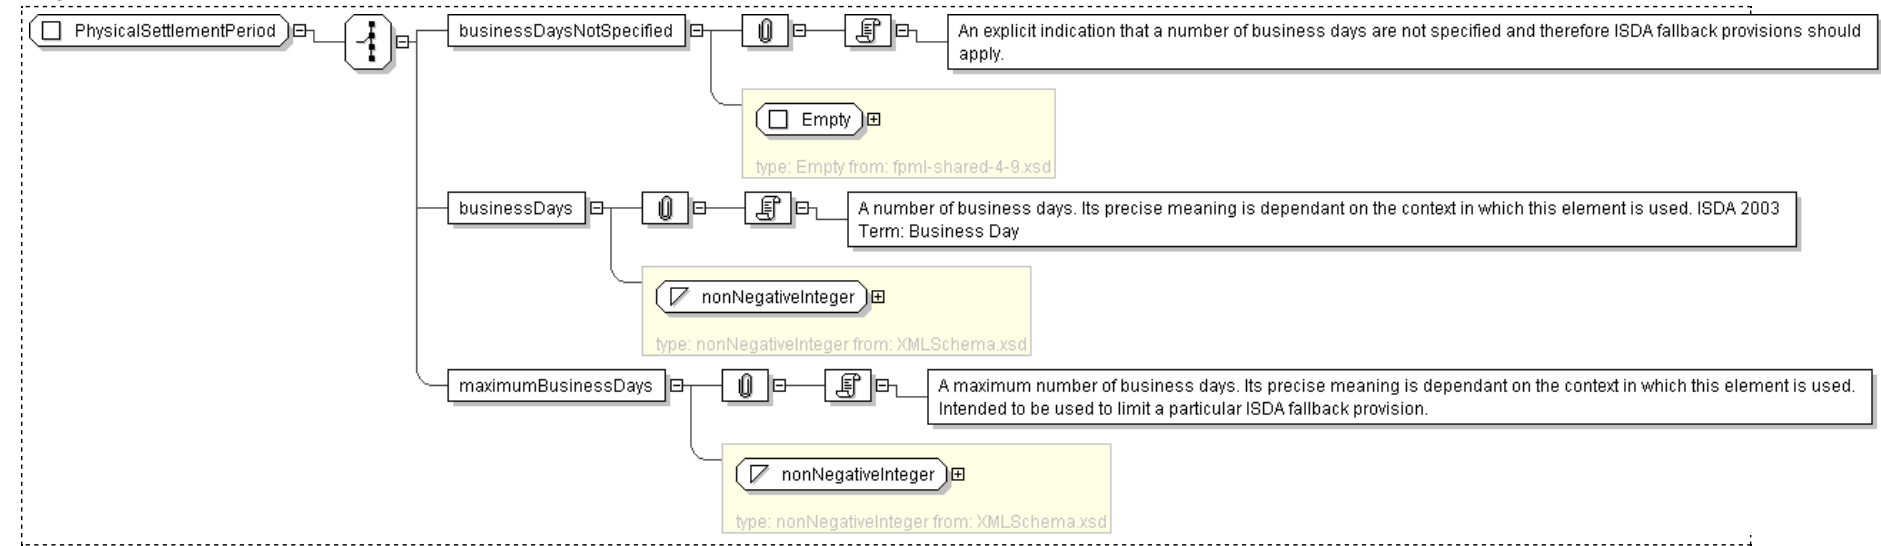 PhysicalSettlementPeriod
businessDaysNotSpecified
An explicit indication that a number of business days are not specified and therefore ISDA fallback provisions should
apply.
Empty
type: Empty from: fpml-shared-4-9.xsd
businessDays
A number of business days. Its precise meaning is dependant on the context in which this element is used. ISDA 2003
Term: Business Day
nonNegativeInteger
type: nonNegativeInteger from: XMLSchema.xsd
maximumBusinessDays
A maximum number of business days. Its precise meaning is dependant on the context in which this element is used.
Intended to be used to limit a particular ISDA fallback provision.
nonNegativeInteger
type: nonNegativeInteger from: XMLSchema.xsd